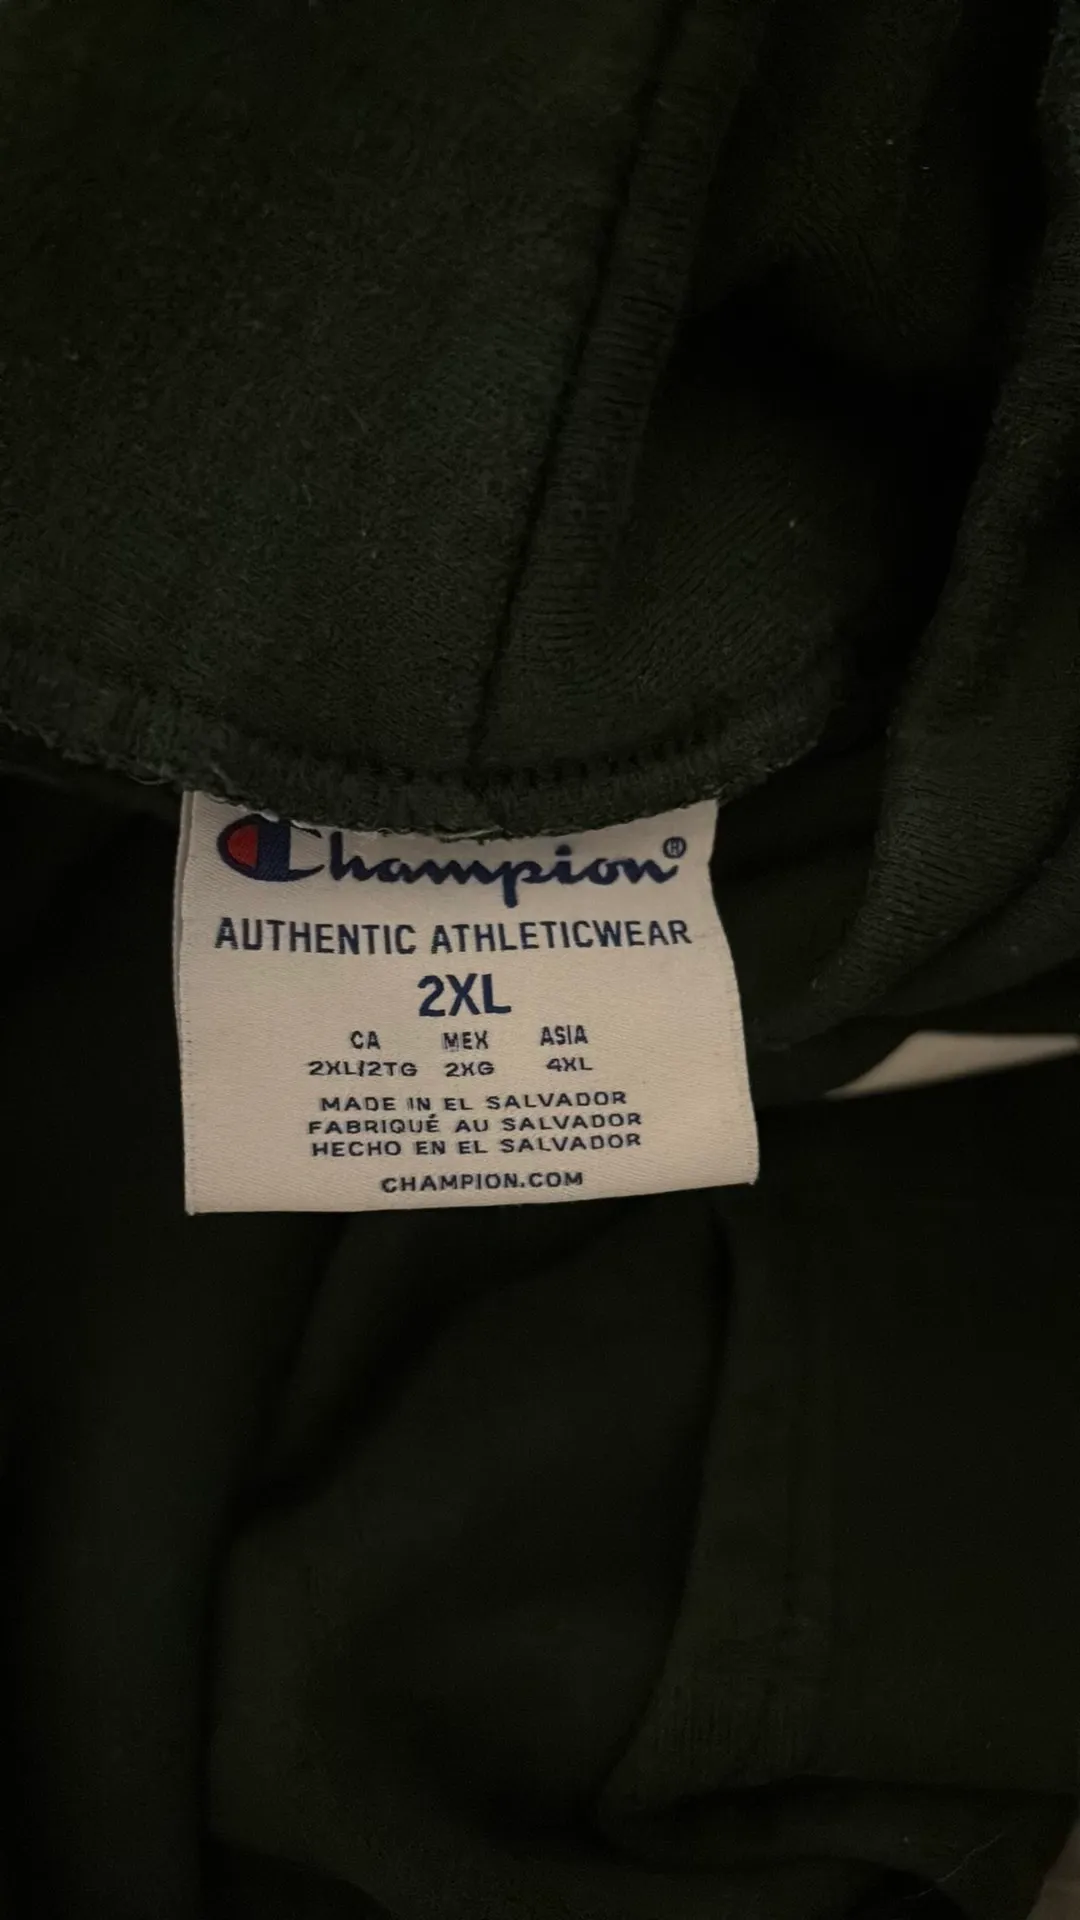 Champion®
AUTHENTIC ATHLETICWEAR
2XL
CA MEX ASIA
2XL/2TG 2XG 4XL
MADE IN EL SALVADOR
FABRIQUÉ AU SALVADOR
HECHO EN EL SALVADOR
CHAMPION.COM